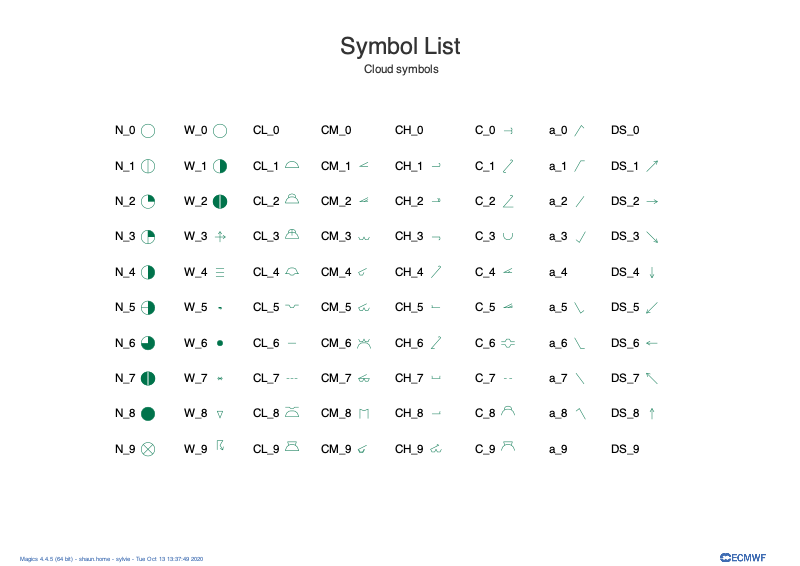 Symbol List
Cloud symbols
N_0 W_0 CL_0 CM_0 CH_0 C_0 a_0 DS_0
N_1 W_1 CL_1 CM_1 CH_1 C_1 a_1 DS_1
N_2 W_2 CL_2 CM_2 CH_2 C_2 a_2 DS_2
N_3 W_3 CL_3 CM_3 CH_3 C_3 a_3 DS_3
N_4 W_4 CL_4 CM_4 CH_4 C_4 a_4 DS_4
N_5 W_5 CL_5 CM_5 CH_5 C_5 a_5 DS_5
N_6 W_6 CL_6 CM_6 CH_6 C_6 a_6 DS_6
N_7 W_7 CL_7 CM_7 CH_7 C_7 a_7 DS_7
N_8 W_8 CL_8 CM_8 CH_8 C_8 a_8 DS_8
N_9 W_9 CL_9 CM_9 CH_9 C_9 a_9 DS_9
Magics 4.4.5 (64 bit) - shaun.home - sylvie - Tue Oct 13 13:37:49 2020
ECMWF